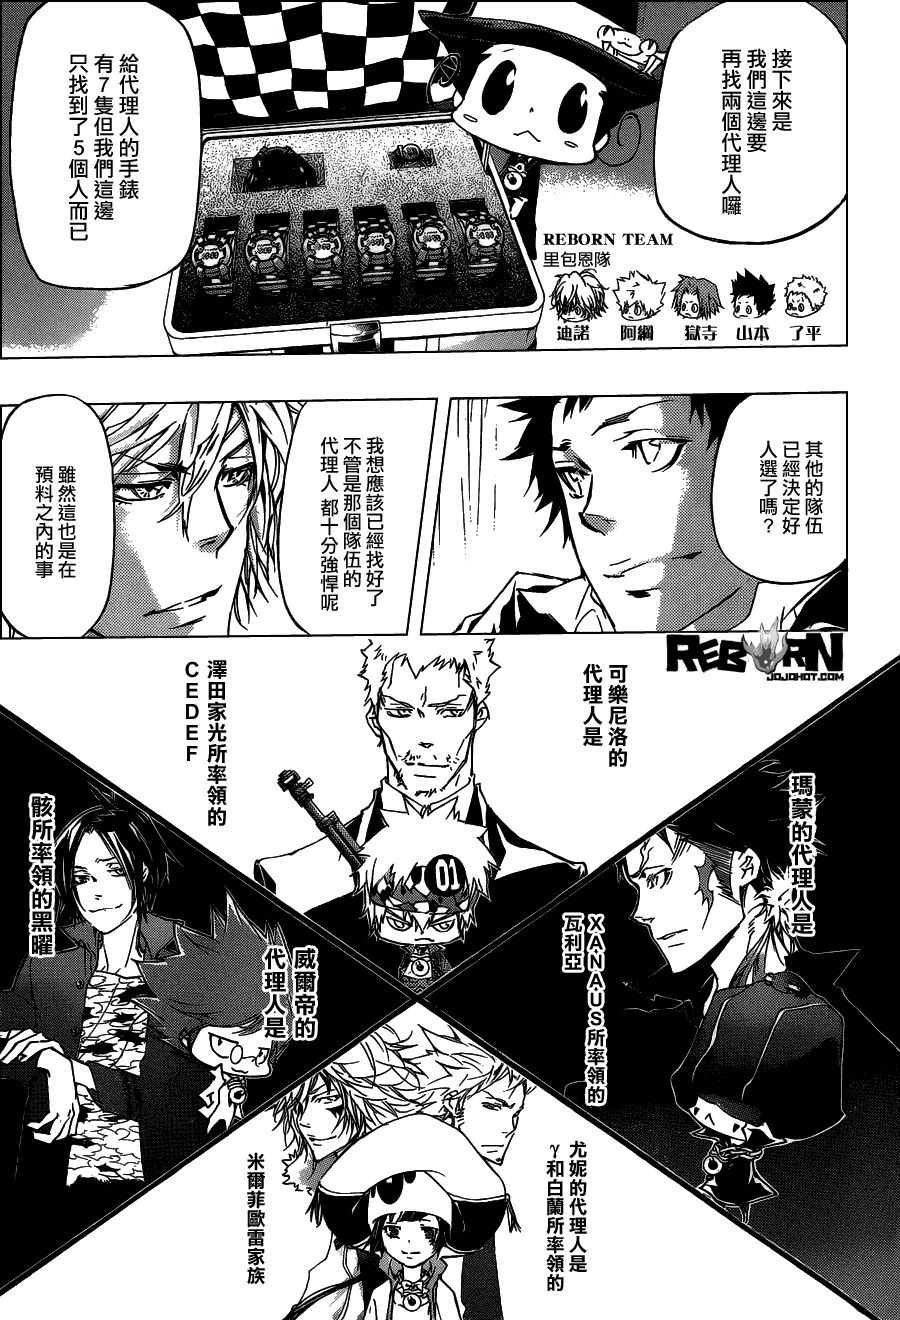 接下來是
我們這邊要
再找兩個代理人囉
給代理人的手錶
有7隻但我們這邊
只找到了5個人而已
REBORN TEAM
里包恩隊
迪諾
阿綱
獄寺
山本
了平
其他的隊伍
已經決定好
人選了嗎？
我想應該已經找好了
不管是那個隊伍的
代理人 都十分強悍呢
雖然這也是在
預料之內的事
REBORN
JOJOHOT.COM
可樂尼洛的
代理人是
澤田家光所率領的
CEDEF
01
瑪蒙的代理人是
XANAUS所率領的
瓦利亞
威爾帝的
代理人是
骸所率領的黑曜
尤妮的代理人是
γ和白蘭所率領的
米爾菲歐雷家族